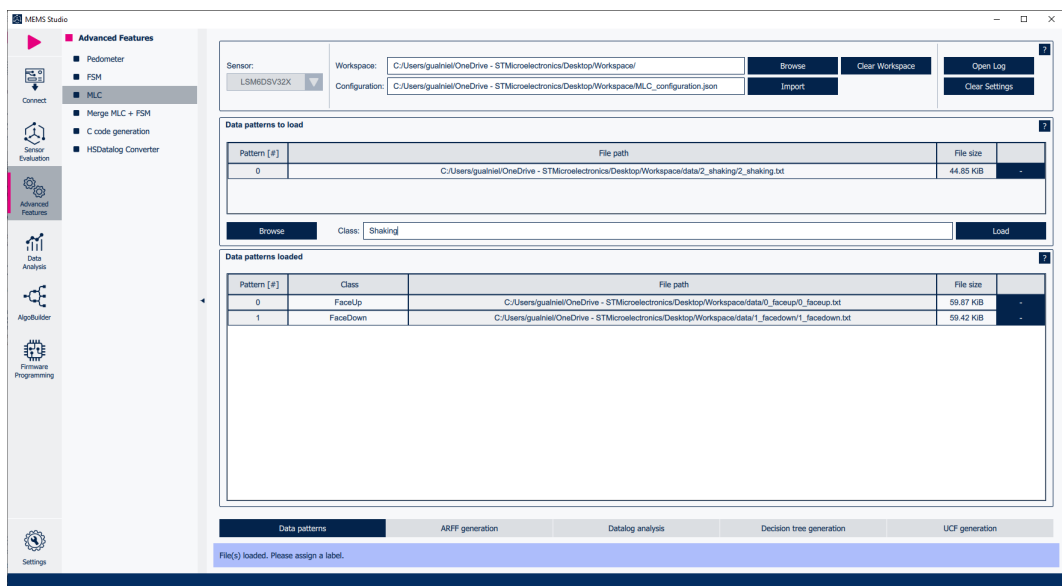 MEMS Studio
Advanced Features
Pedometer
FSM
MLC
Merge MLC + FSM
C code generation
HSDatalog Converter
Connect
Sensor
Evaluation
Advanced
Features
Data
Analysis
AlgoBuilder
Firmware
Programming
Settings
?
Sensor:
LSM6DSV32X
Workspace:
C:/Users/gualniel/OneDrive - STMicroelectronics/Desktop/Workspace/
Browse
Clear Workspace
Open Log
Configuration:
C:/Users/gualniel/OneDrive - STMicroelectronics/Desktop/Workspace/MLC_configuration.json
Import
Clear Settings
Data patterns to load
?
Pattern [#] File path File size
0 C:/Users/gualniel/OneDrive - STMicroelectronics/Desktop/Workspace/data/2_shaking/2_shaking.txt 44.85 KiB -
Browse Class: Shaking Load
Data patterns loaded
?
Pattern [#] Class File path File size
0 FaceUp C:/Users/gualniel/OneDrive - STMicroelectronics/Desktop/Workspace/data/0_faceup/0_faceup.txt 59.87 KiB -
1 FaceDown C:/Users/gualniel/OneDrive - STMicroelectronics/Desktop/Workspace/data/1_facedown/1_facedown.txt 59.42 KiB -
Data patterns ARFF generation Datalog analysis Decision tree generation UCF generation
File(s) loaded. Please assign a label.